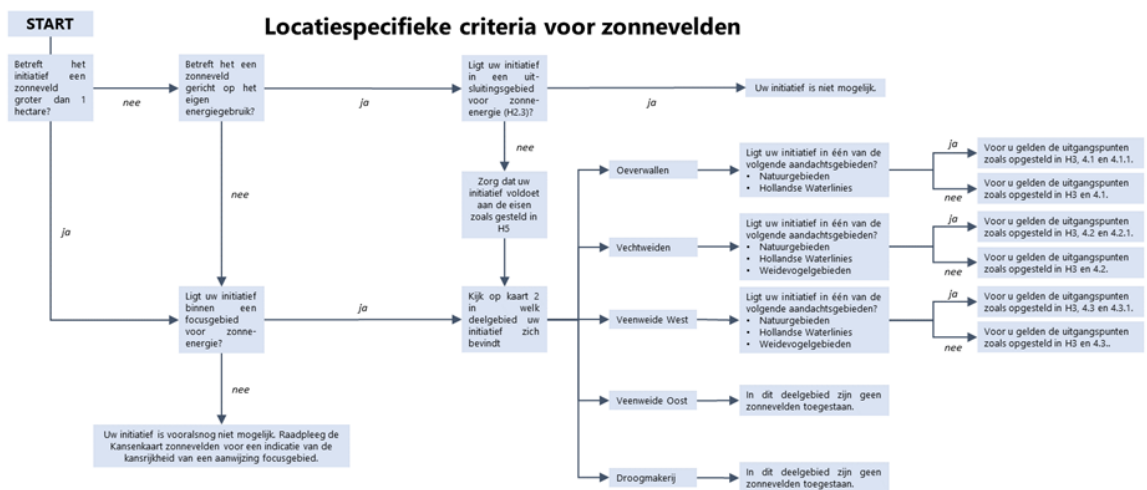 START
Locatiespecifieke criteria voor zonnevelden
Betreft het
initiatief een
zonneveld
groter dan 1
hectare?
nee
Betreft het een
zonneveld
gericht op het
eigen
energiegebruik?
ja
Ligt uw initiatief
in een uit-
sluitingsgebied
voor zonne-
energie (H2.3)?
ja
Uw initiatief is niet mogelijk.
nee
nee
ja
Zorg dat uw
initiatief voldoet
aan de eisen
zoals gesteld in
H5
Ligt uw initiatief
binnen een
focusgebied
voor zonne-
energie?
ja
Kijk op kaart 2
in welk
deelgebied uw
initiatief zich
bevindt
nee
Uw initiatief is vooralsnog niet mogelijk. Raadpleeg de
Kansenkaart zonnevelden voor een indicatie van de
kansrijkheid van een aanwijzing focusgebied.
Oeverwallen
Ligt uw initiatief in één van de
volgende aandachtsgebieden?
• Natuurgebieden
• Hollandse Waterlinies
ja
Voor u gelden de uitgangspunten
zoals opgesteld in H3, 4.1 en 4.1.1.
nee
Voor u gelden de uitgangspunten
zoals opgesteld in H3 en 4.1.
Vechtweiden
Ligt uw initiatief in één van de
volgende aandachtsgebieden?
• Natuurgebieden
• Hollandse Waterlinies
• Weidevogelgebieden
ja
Voor u gelden de uitgangspunten
zoals opgesteld in H3, 4.2 en 4.2.1.
nee
Voor u gelden de uitgangspunten
zoals opgesteld in H3 en 4.2.
Veenweide West
Ligt uw initiatief in één van de
volgende aandachtsgebieden?
• Natuurgebieden
• Hollandse Waterlinies
• Weidevogelgebieden
ja
Voor u gelden de uitgangspunten
zoals opgesteld in H3, 4.3 en 4.3.1.
nee
Voor u gelden de uitgangspunten
zoals opgesteld in H3 en 4.3..
Veenweide Oost
In dit deelgebied zijn geen
zonnevelden toegestaan.
Droogmakerij
In dit deelgebied zijn geen
zonnevelden toegestaan.